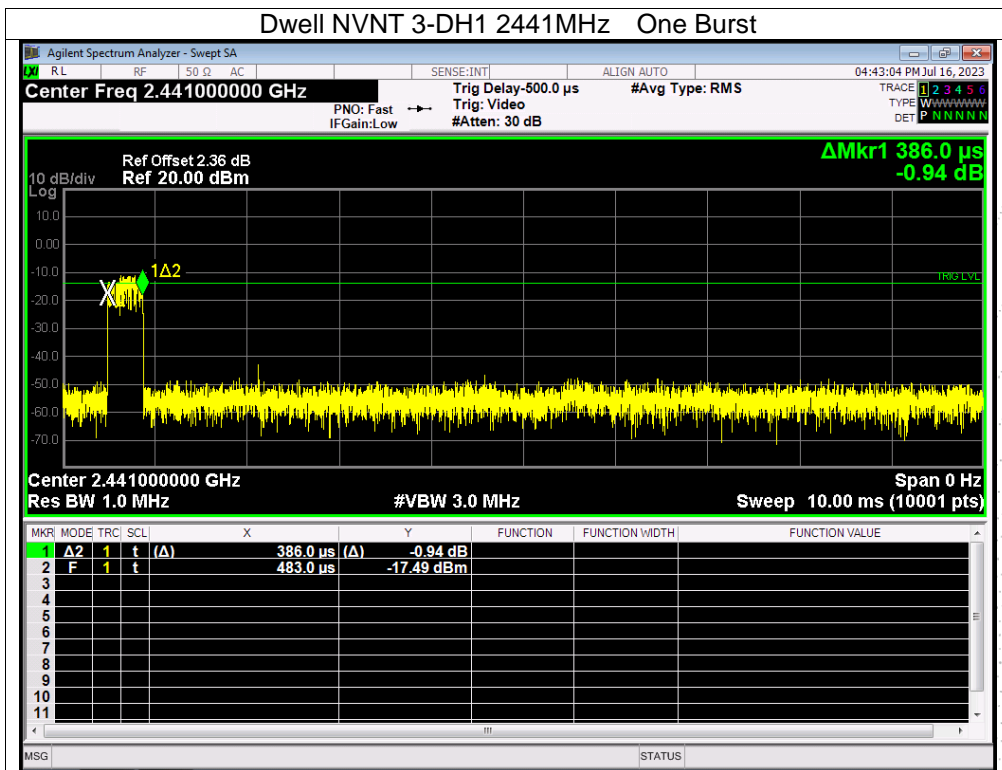 Dwell NVNT 3-DH1 2441MHz One Burst
Agilent Spectrum Analyzer - Swept SA
LXI RL RF 50 Ω AC SENSE:INT ALIGN AUTO 04:43:04 PM Jul 16, 2023
Center Freq 2.441000000 GHz Trig Delay-500.0 µs #Avg Type: RMS TRACE 1 2 3 4 5 6
PNO: Fast Trig: Video TYPE WWWWWW
IFGain:Low #Atten: 30 dB DET P N N N N N
ΔMkr1 386.0 µs
-0.94 dB
Ref Offset 2.36 dB
10 dB/div Ref 20.00 dBm
Log
10.0
0.00
-10.0
1Δ2
TRIG LVL
-20.0
-30.0
-40.0
-50.0
-60.0
-70.0
Center 2.441000000 GHz Span 0 Hz
Res BW 1.0 MHz #VBW 3.0 MHz Sweep 10.00 ms (10001 pts)
MKR MODE TRC SCL X Y FUNCTION FUNCTION WIDTH FUNCTION VALUE
1 Δ2 1 t (Δ) 386.0 µs (Δ) -0.94 dB
2 F 1 t 483.0 µs -17.49 dBm
3
4
5
6
7
8
9
10
11
MSG STATUS